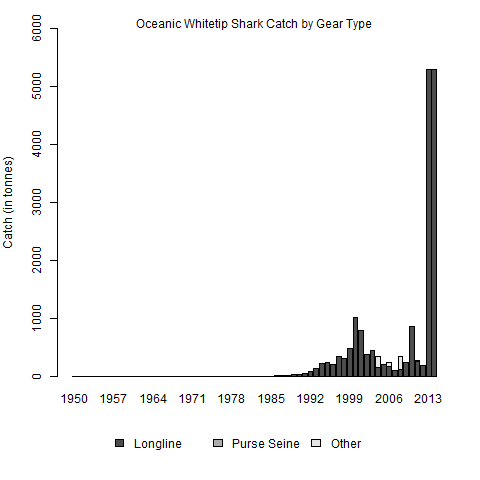 Oceanic Whitetip Shark Catch by Gear Type
Catch (in tonnes)
6000
5000
4000
3000
2000
1000
0
1950 1957 1964 1971 1978 1985 1992 1999 2006 2013
Longline Purse Seine Other